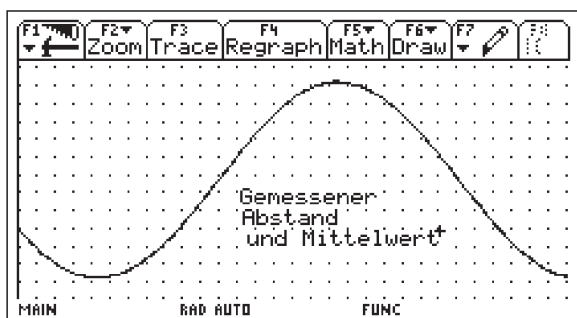 F1 F2 F3 F4 F5 F6 F7
Zoom Trace Regraph Math Draw
Gemessener
Abstand
und Mittelwert
MAIN RAD AUTO FUNC